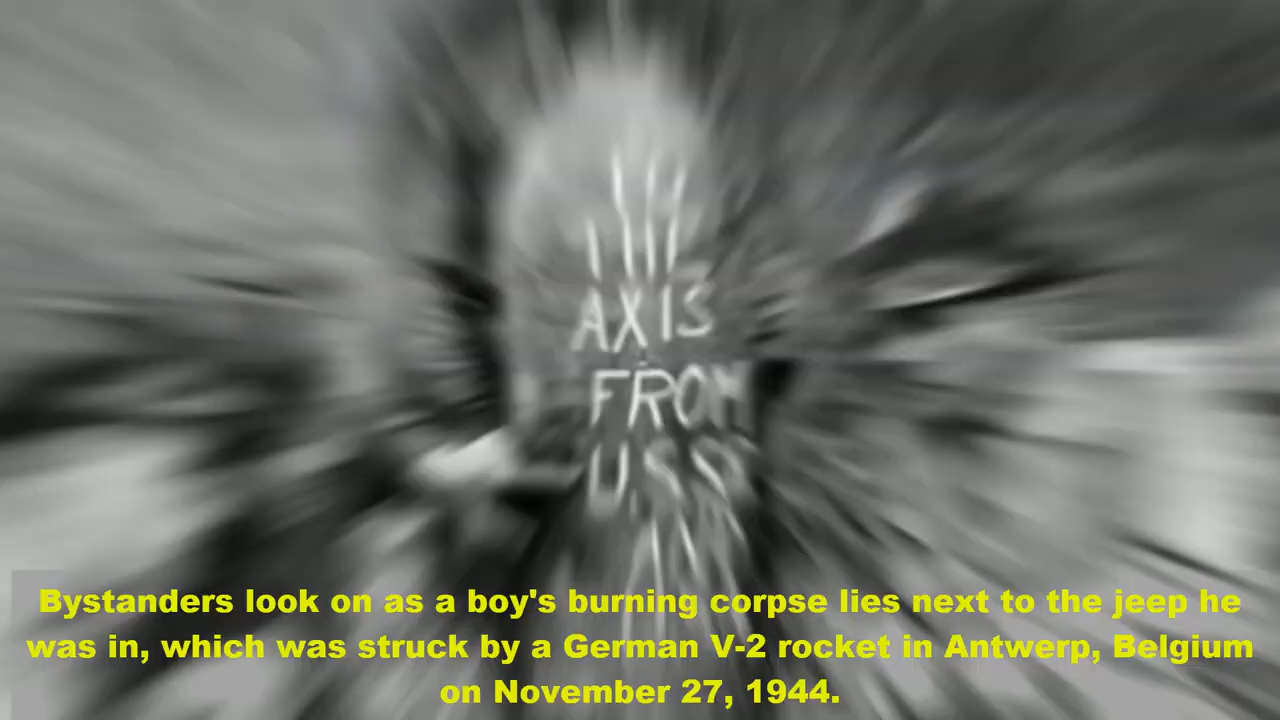 AXIS
FROM
U.S.S.
Bystanders look on as a boy's burning corpse lies next to the jeep he
was in, which was struck by a German V-2 rocket in Antwerp, Belgium
on November 27, 1944.